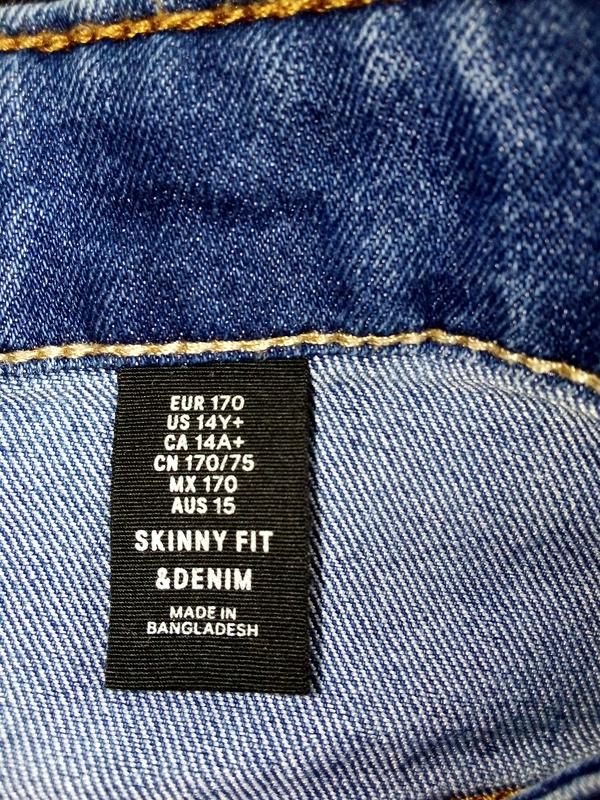 EUR 170
US 14Y+
CA 14A+
CN 170/75
MX 170
AUS 15
SKINNY FIT
&DENIM
MADE IN
BANGLADESH